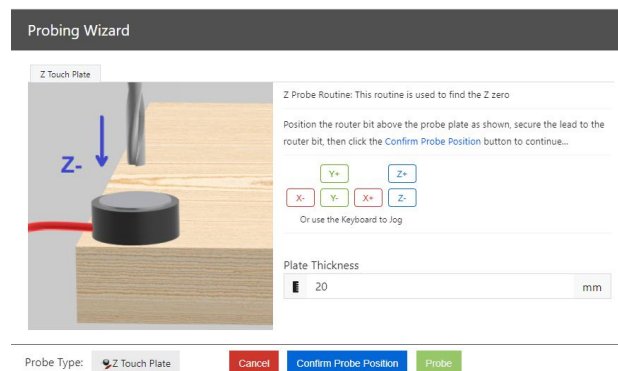 Probing Wizard
Z Touch Plate
Z-
Z Probe Routine: This routine is used to find the Z zero
Position the router bit above the probe plate as shown, secure the lead to the
router bit, then click the Confirm Probe Position button to continue...
Y+ Z+
X- Y- X+ Z-
Or use the Keyboard to Jog
Plate Thickness
20 mm
Probe Type: Z Touch Plate Cancel Confirm Probe Position Probe